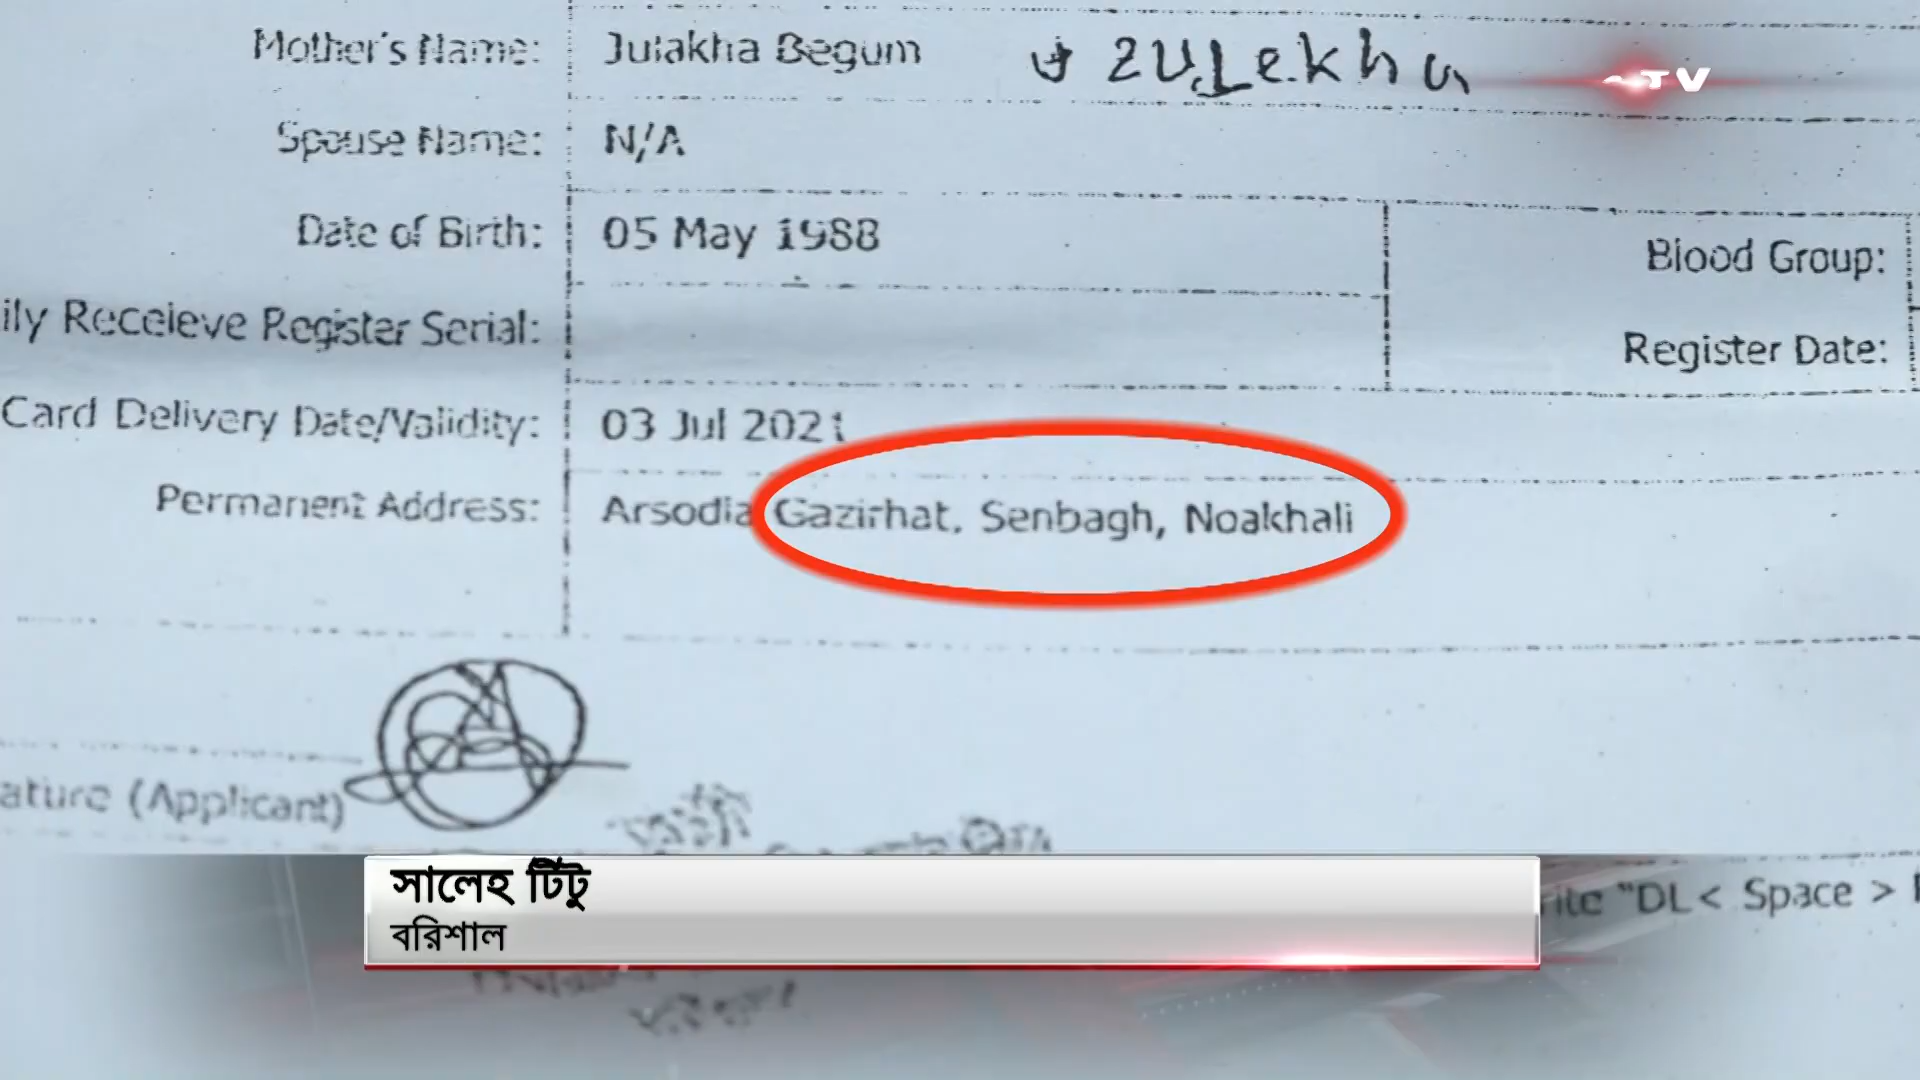 Mother's Name: Julakha Begum Zulekha
TV
Spouse Name: N/A
Date of Birth: 05 May 1988
Blood Group:
ily Receieve Register Serial:
Register Date:
Card Delivery Date/Validity: 03 Jul 2021
Permanent Address: Arsodia Gazirhat, Senbagh, Noakhali
ature (Applicant)
সালেহ টিটু
বরিশাল
"DL < Space >